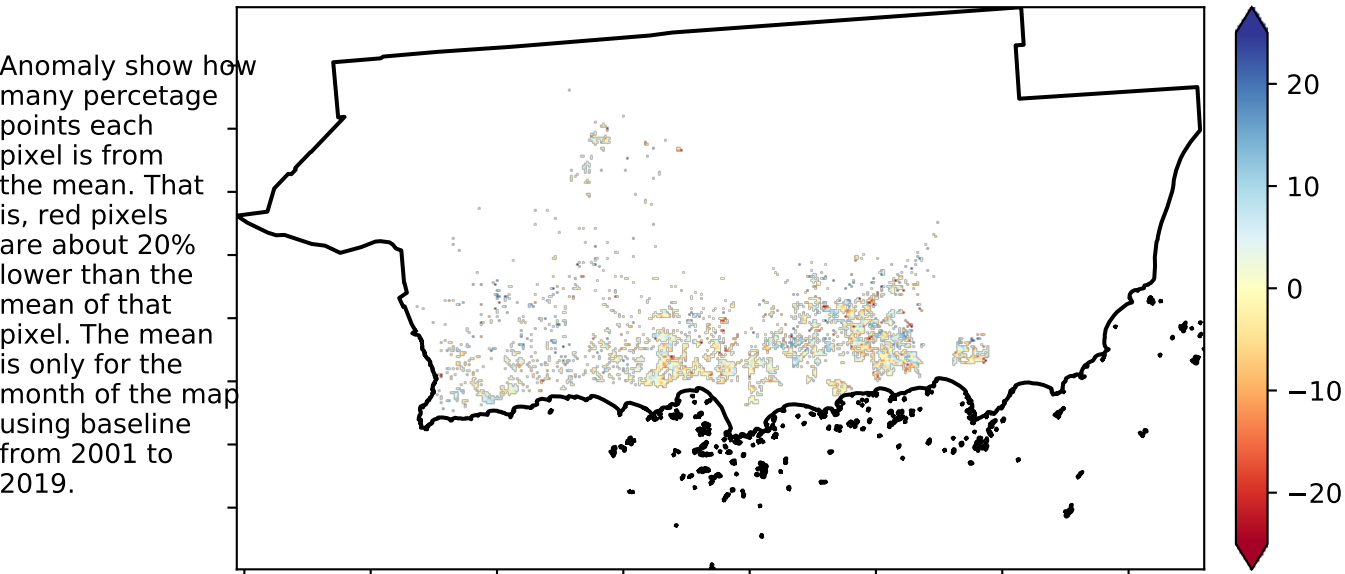 Anomaly show how
many percetage
points each
pixel is from
the mean. That
is, red pixels
are about 20%
lower than the
mean of that
pixel. The mean
is only for the
month of the map
using baseline
from 2001 to
2019.
20
10
0
−10
−20